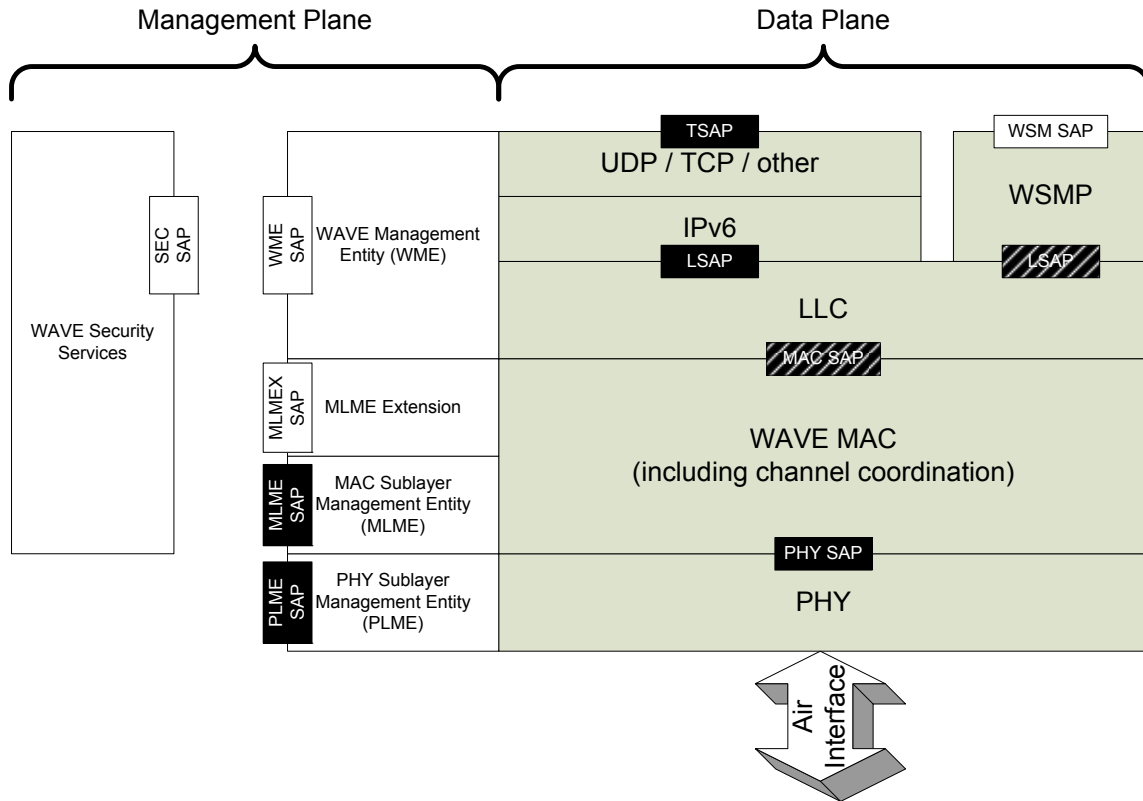 Management Plane
Data Plane
TSAP
WSM SAP
UDP / TCP / other
WSMP
SEC
SAP
WME
SAP
WAVE Management
Entity (WME)
IPv6
LSAP
LSAP
WAVE Security
Services
LLC
MAC SAP
MLMEX
SAP
MLME Extension
WAVE MAC
(including channel coordination)
MLME
SAP
MAC Sublayer
Management Entity
(MLME)
PHY SAP
PLME
SAP
PHY Sublayer
Management Entity
(PLME)
PHY
Air
Interface